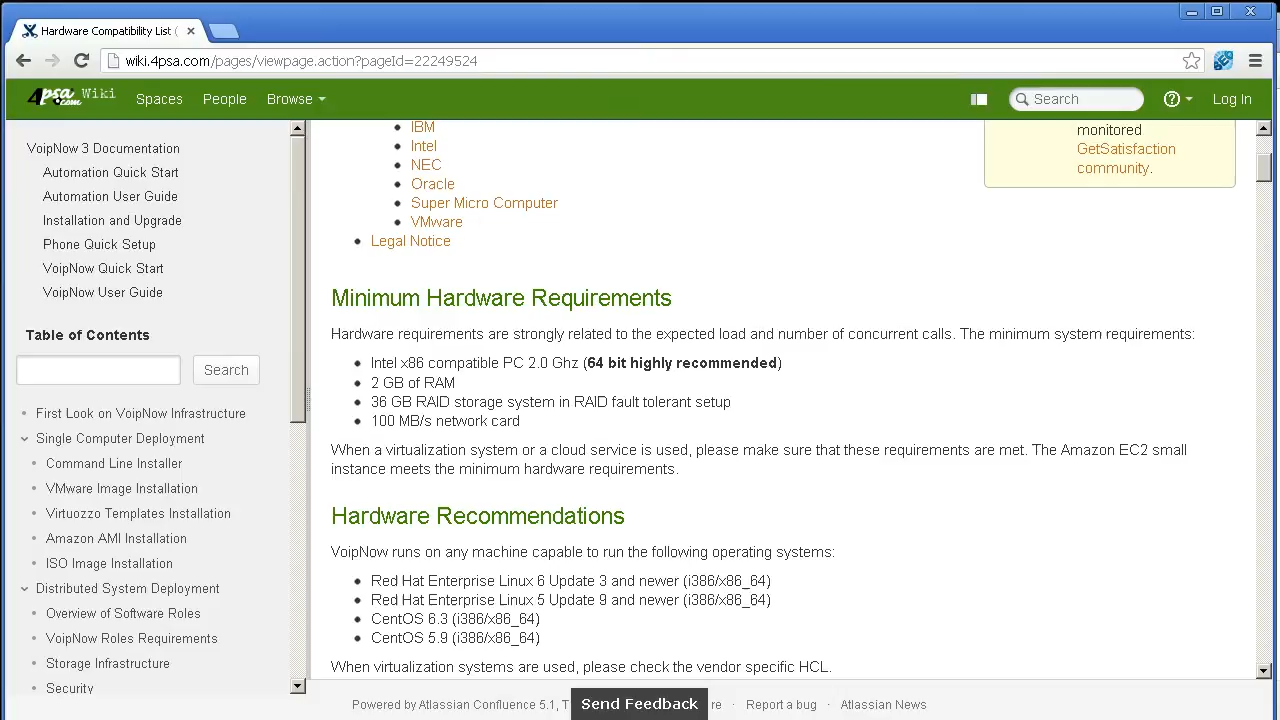 Hardware Compatibility List (
wiki.4psa.com/pages/viewpage.action?pageId=22249524
4psa.com Wiki Spaces People Browse Search Log In
VoipNow 3 Documentation
Automation Quick Start
Automation User Guide
Installation and Upgrade
Phone Quick Setup
VoipNow Quick Start
VoipNow User Guide
Table of Contents
Search
First Look on VoipNow Infrastructure
Single Computer Deployment
Command Line Installer
VMware Image Installation
Virtuozzo Templates Installation
Amazon AMI Installation
ISO Image Installation
Distributed System Deployment
Overview of Software Roles
VoipNow Roles Requirements
Storage Infrastructure
Security
IBM
Intel
NEC
Oracle
Super Micro Computer
VMware
Legal Notice
monitored
GetSatisfaction
community.
Minimum Hardware Requirements
Hardware requirements are strongly related to the expected load and number of concurrent calls. The minimum system requirements:
Intel x86 compatible PC 2.0 Ghz (64 bit highly recommended)
2 GB of RAM
36 GB RAID storage system in RAID fault tolerant setup
100 MB/s network card
When a virtualization system or a cloud service is used, please make sure that these requirements are met. The Amazon EC2 small
instance meets the minimum hardware requirements.
Hardware Recommendations
VoipNow runs on any machine capable to run the following operating systems:
Red Hat Enterprise Linux 6 Update 3 and newer (i386/x86_64)
Red Hat Enterprise Linux 5 Update 9 and newer (i386/x86_64)
CentOS 6.3 (i386/x86_64)
CentOS 5.9 (i386/x86_64)
When virtualization systems are used, please check the vendor specific HCL.
Powered by Atlassian Confluence 5.1, T Send Feedback re · Report a bug · Atlassian News